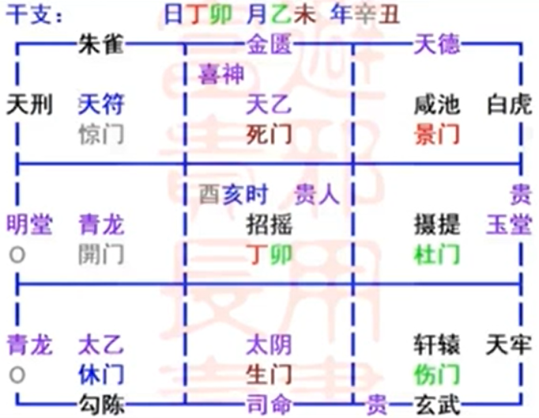 干支： 日丁卯 月乙未 年辛丑
朱雀 金匮 天德
喜神
天刑 天符 天乙 咸池 白虎
惊门 死门 景门
酉亥时 贵人 贵
明堂 青龙 招摇 摄提 玉堂
O 開门 丁卯 杜门
青龙 太乙 太阴 轩辕 天牢
O 休门 生门 伤门
勾陈 司命 贵 玄武